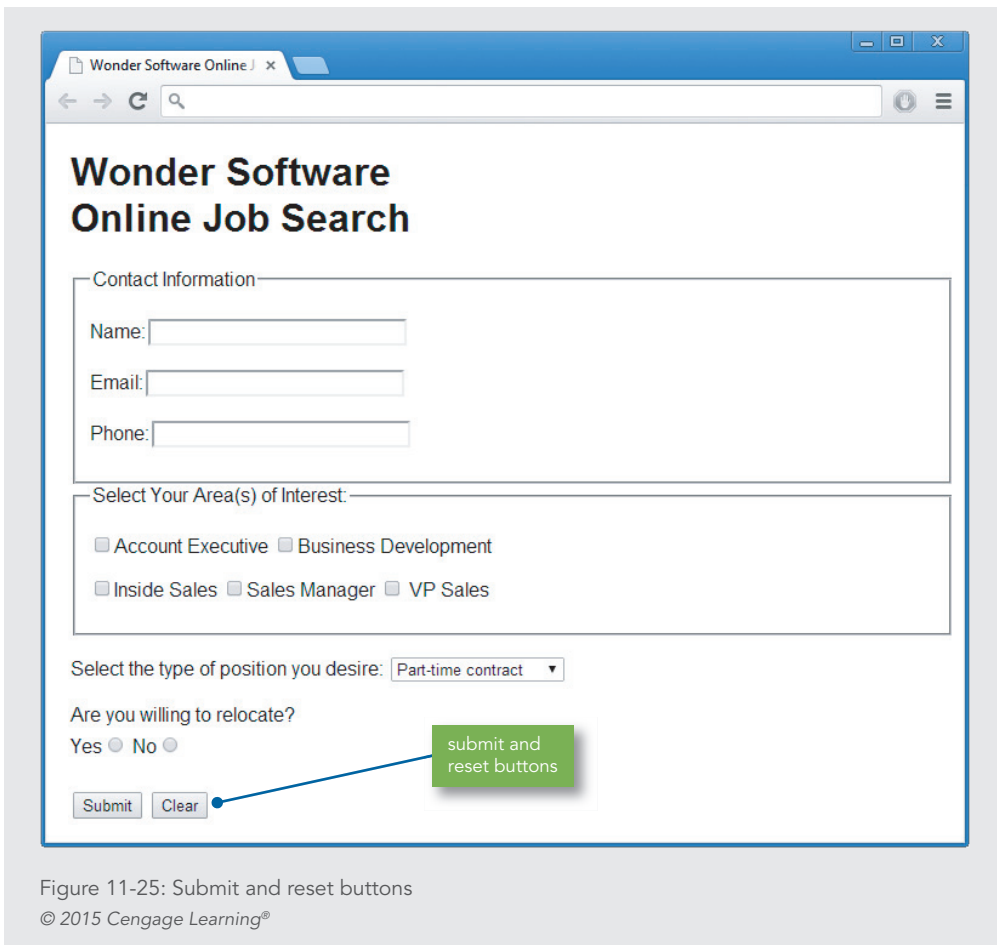 Wonder Software Online J
Wonder Software
Online Job Search
Contact Information
Name:
Email:
Phone:
Select Your Area(s) of Interest:
Account Executive Business Development
Inside Sales Sales Manager VP Sales
Select the type of position you desire: Part-time contract
Are you willing to relocate?
Yes No
submit and
reset buttons
Submit Clear
Figure 11-25: Submit and reset buttons
© 2015 Cengage Learning®